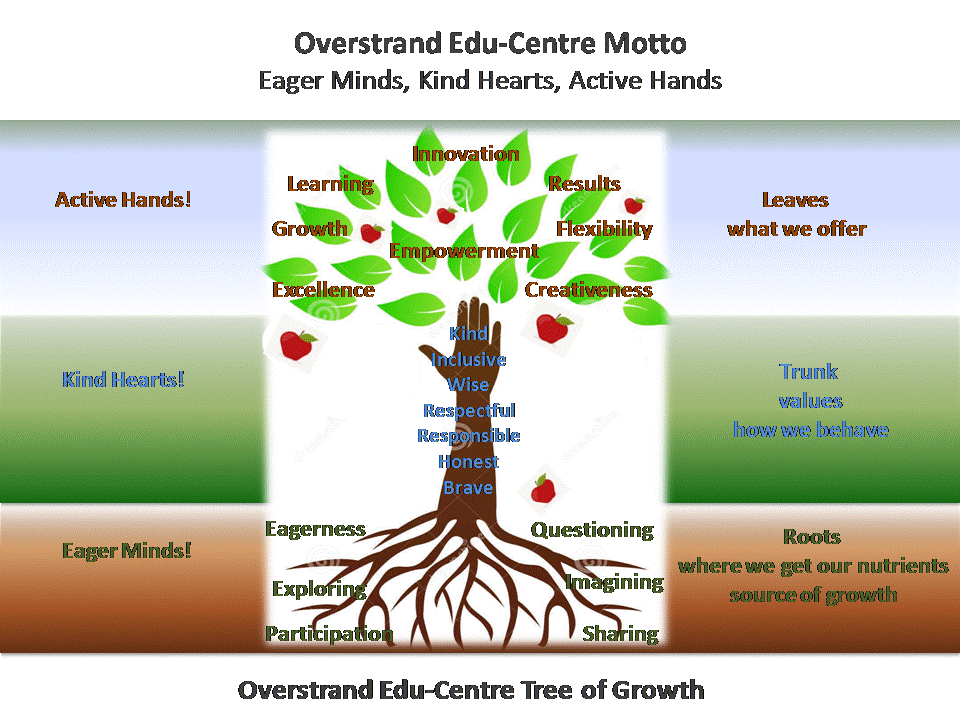 Overstrand Edu-Centre Motto
Eager Minds, Kind Hearts, Active Hands
Active Hands!
Innovation
Learning
Results
Growth
Flexibility
Empowerment
Excellence
Creativeness
Leaves
what we offer
Kind Hearts!
Kind
Inclusive
Wise
Respectful
Responsible
Honest
Brave
Trunk
values
how we behave
Eager Minds!
Eagerness
Questioning
Exploring
Imagining
Participation
Sharing
Roots
where we get our nutrients
source of growth
Overstrand Edu-Centre Tree of Growth